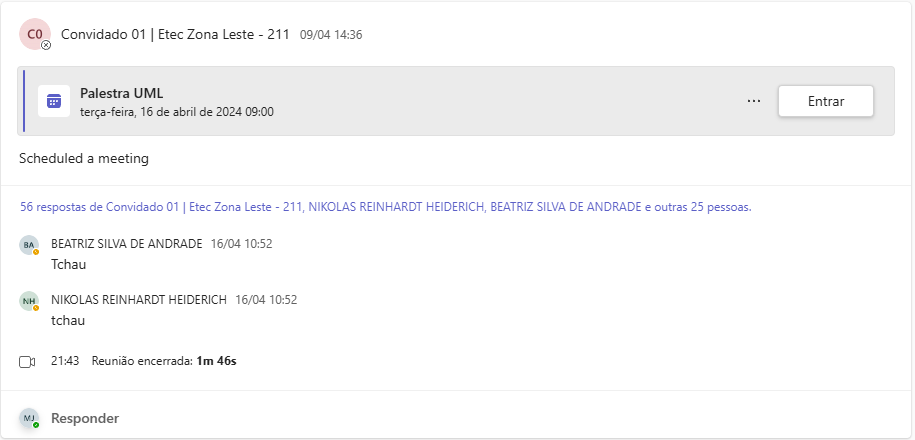 C0 Convidado 01 | Etec Zona Leste - 211 09/04 14:36
Palestra UML
terça-feira, 16 de abril de 2024 09:00
... Entrar
Scheduled a meeting
56 respostas de Convidado 01 | Etec Zona Leste - 211, NIKOLAS REINHARDT HEIDERICH, BEATRIZ SILVA DE ANDRADE e outras 25 pessoas.
BA BEATRIZ SILVA DE ANDRADE 16/04 10:52
Tchau
NH NIKOLAS REINHARDT HEIDERICH 16/04 10:52
tchau
21:43 Reunião encerrada: 1m 46s
MJ Responder